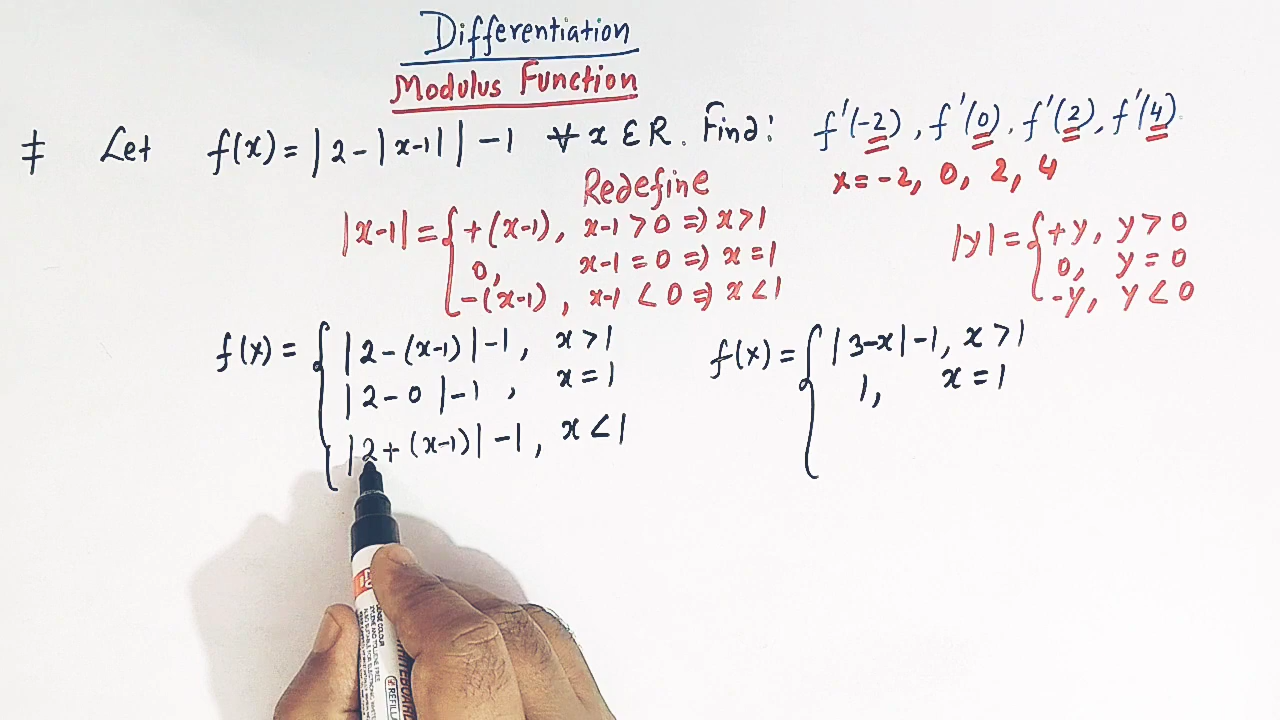 Differentiation
Modulus Function
# Let f(x) = |2-|x-1||-1 ∀ x ε R. Find: f'(-2), f'(0), f'(2), f'(4).
Redefine
x=-2, 0, 2, 4
|x-1| = { +(x-1), x-1 > 0 => x > 1
0, x-1 = 0 => x = 1
-(x-1), x-1 < 0 => x < 1
|y| = { +y, y > 0
0, y = 0
-y, y < 0
f(x) = { |2-(x-1)|-1, x > 1
|2-0|-1, x = 1
|2+(x-1)|-1, x < 1
f(x) = { |3-x|-1, x > 1
1, x = 1
REFILL